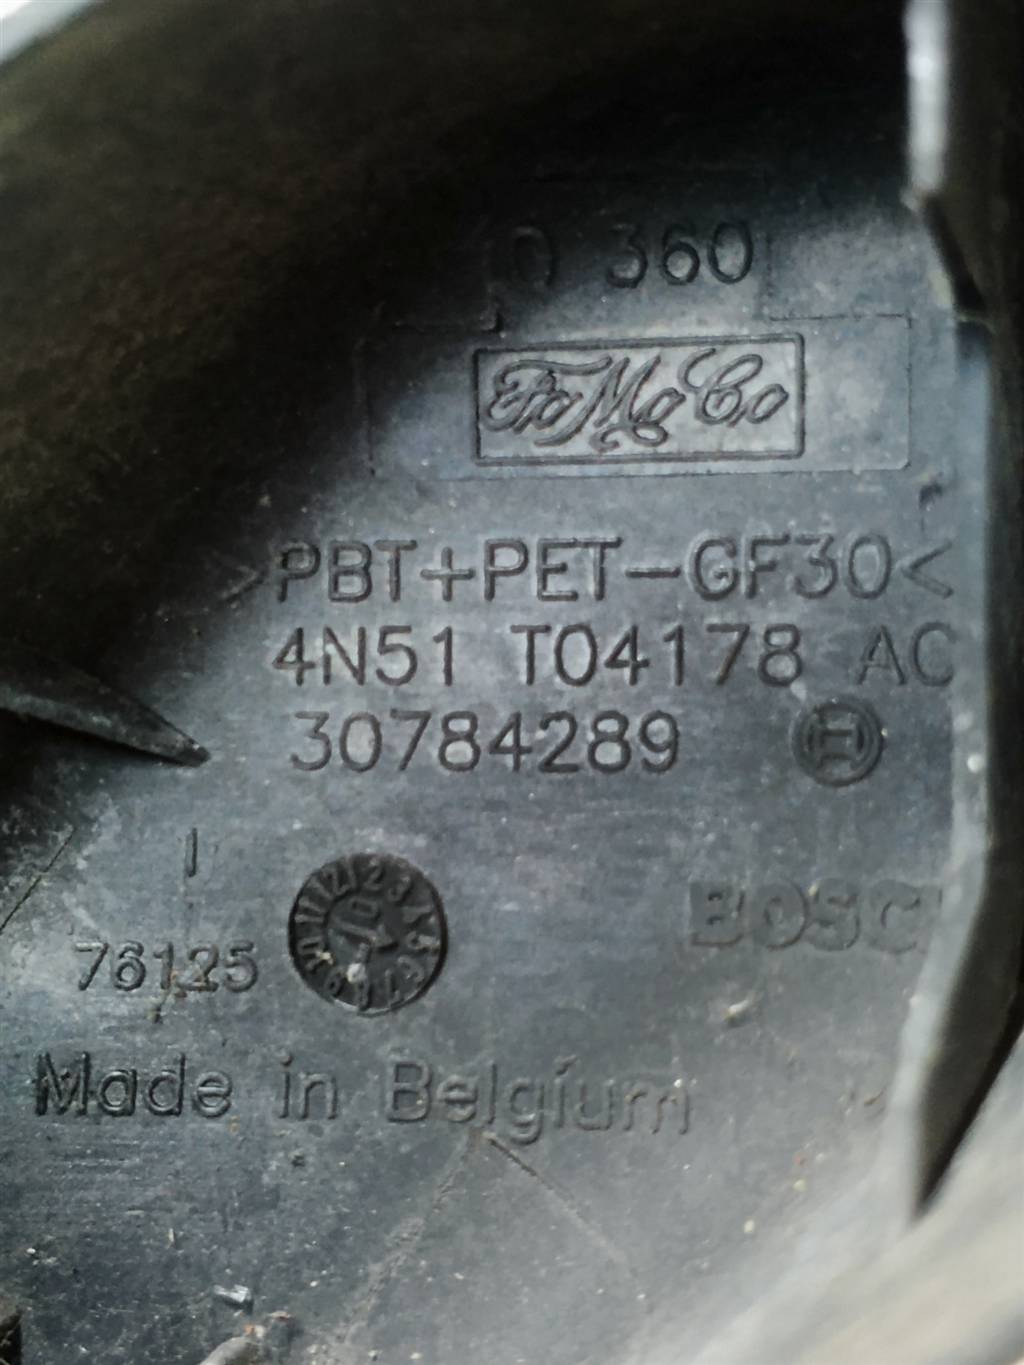 0 360
FoMoCo
>PBT+PET-GF30<
4N51 T04178 AC
30784289
BOSCH
76125
Made in Belgium